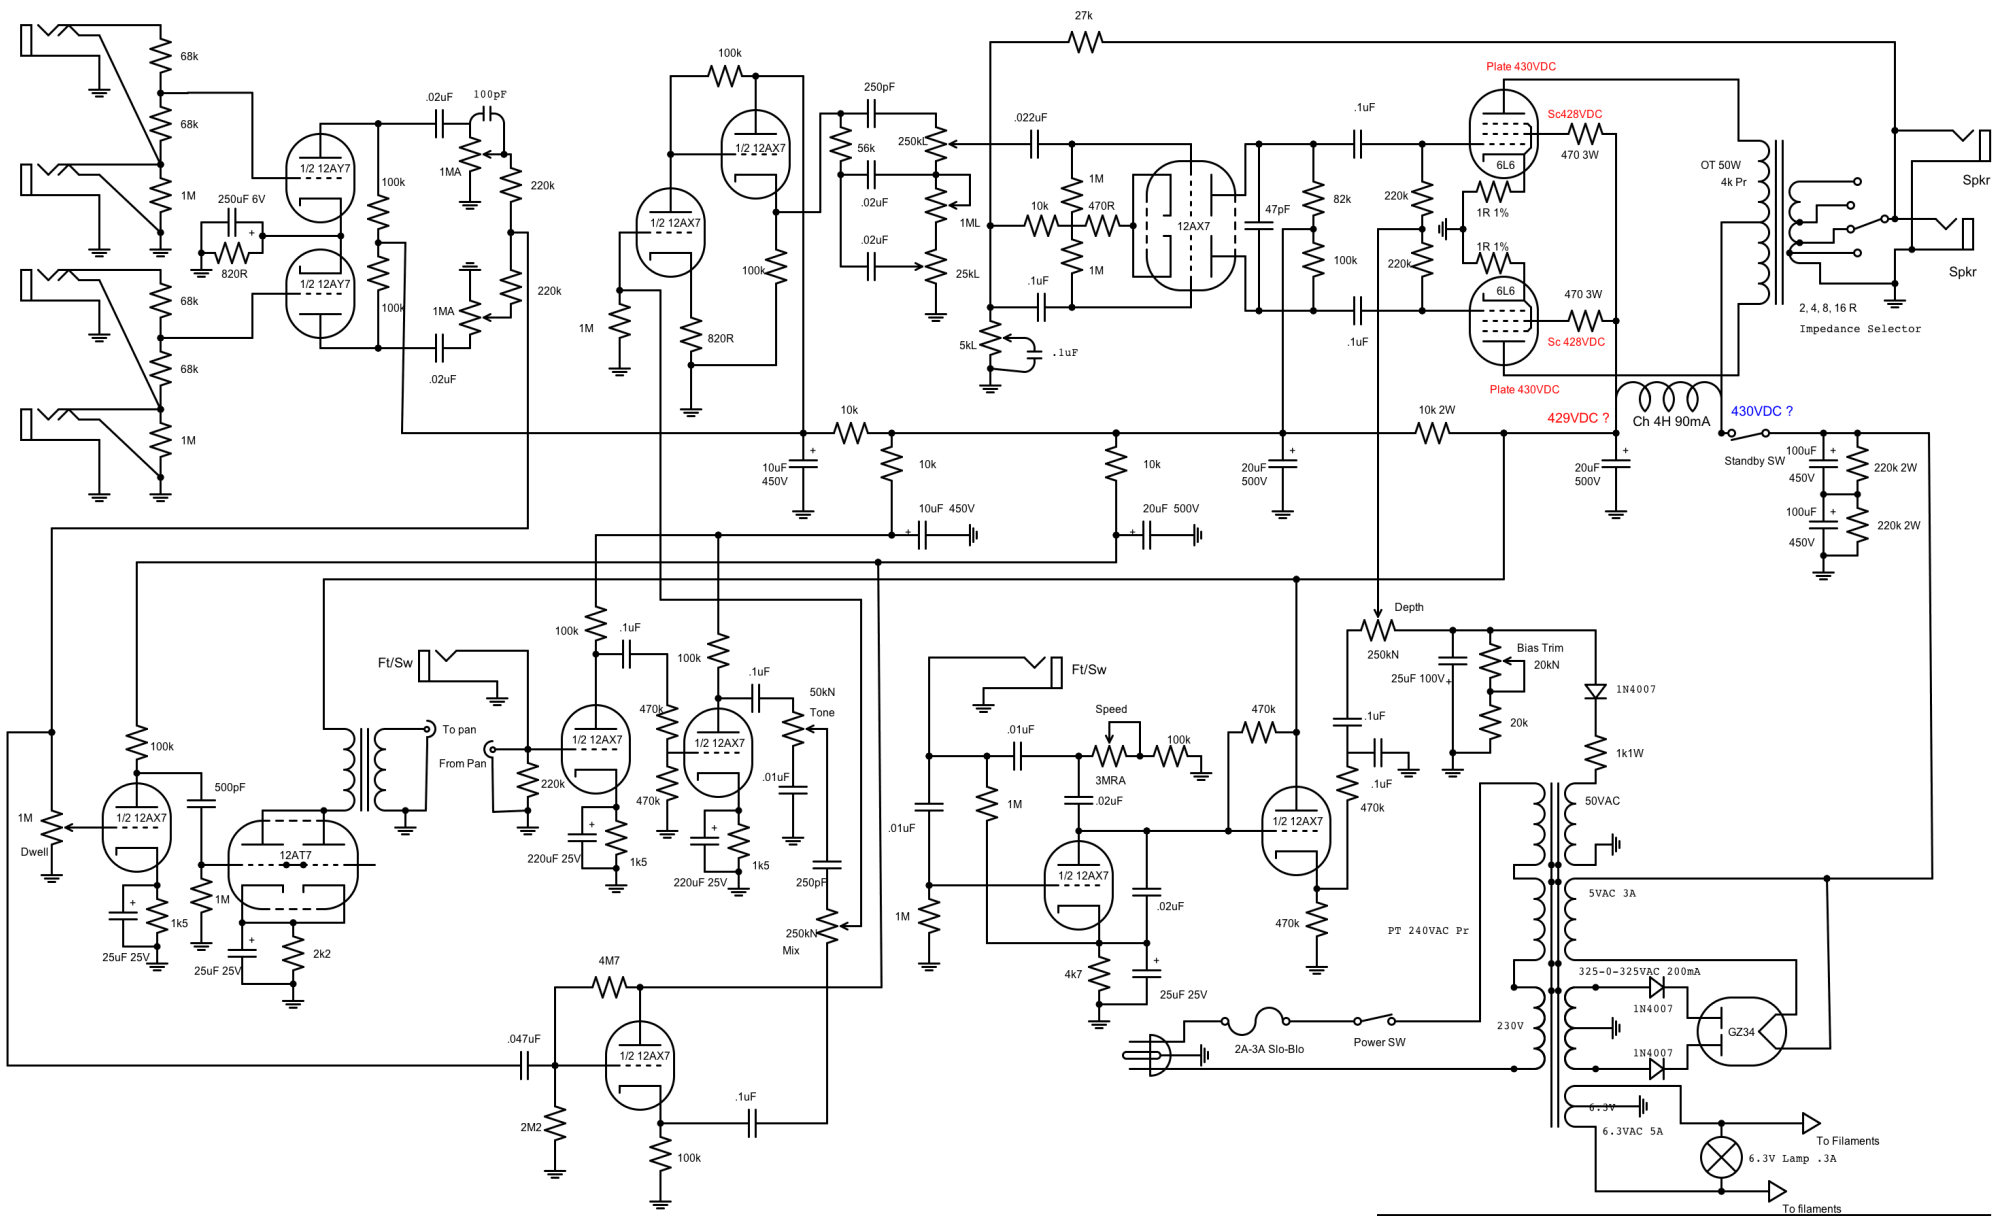 27k
68k
100k
Plate 430VDC
.02uF
100pF
250pF
68k
.022uF
.1uF
Sc428VDC
1/2 12AY7
1MA
1/2 12AX7
56k
250kL
6L6
470 3W
OT 50W
4k Pr
Spkr
1M
250uF 6V
100k
220k
.02uF
1M
10k
470R
47pF
82k
220k
1R 1%
1/2 12AX7
1ML
12AX7
820R
.02uF
100k
1M
100k
220k
1R 1%
Spkr
1/2 12AY7
25kL
6L6
68k
100k
1MA
220k
.1uF
470 3W
2, 4, 8, 16 R
Impedance Selector
1M
820R
5kL
.1uF
.1uF
Sc 428VDC
68k
.02uF
Plate 430VDC
10k
10k 2W
429VDC ?
Ch 4H 90mA
430VDC ?
1M
10uF
450V
10k
10k
20uF
500V
20uF
500V
Standby SW
100uF
450V
220k 2W
10uF 450V
20uF 500V
100uF
450V
220k 2W
Depth
100k
.1uF
Ft/Sw
100k
.1uF
50kN
Tone
Ft/Sw
250kN
Bias Trim
20kN
25uF 100V
1N4007
To pan
From Pan
470k
1/2 12AX7
1/2 12AX7
Speed
.01uF
100k
470k
.1uF
20k
1k1W
100k
500pF
220k
470k
.01uF
3MRA
1M
.02uF
.1uF
470k
50VAC
1M
Dwell
1/2 12AX7
12AT7
.01uF
1/2 12AX7
220uF 25V
1k5
220uF 25V
1k5
250pF
1/2 12AX7
5VAC 3A
1M
1k5
25uF 25V
2k2
25uF 25V
250kN
Mix
1M
.02uF
470k
PT 240VAC Pr
4M7
4k7
25uF 25V
325-0-325VAC 200mA
1N4007
230V
.047uF
1/2 12AX7
2A-3A Slo-Blo
Power SW
GZ34
1N4007
.1uF
6.3V
2M2
6.3VAC 5A
To Filaments
100k
6.3V Lamp .3A
To filaments